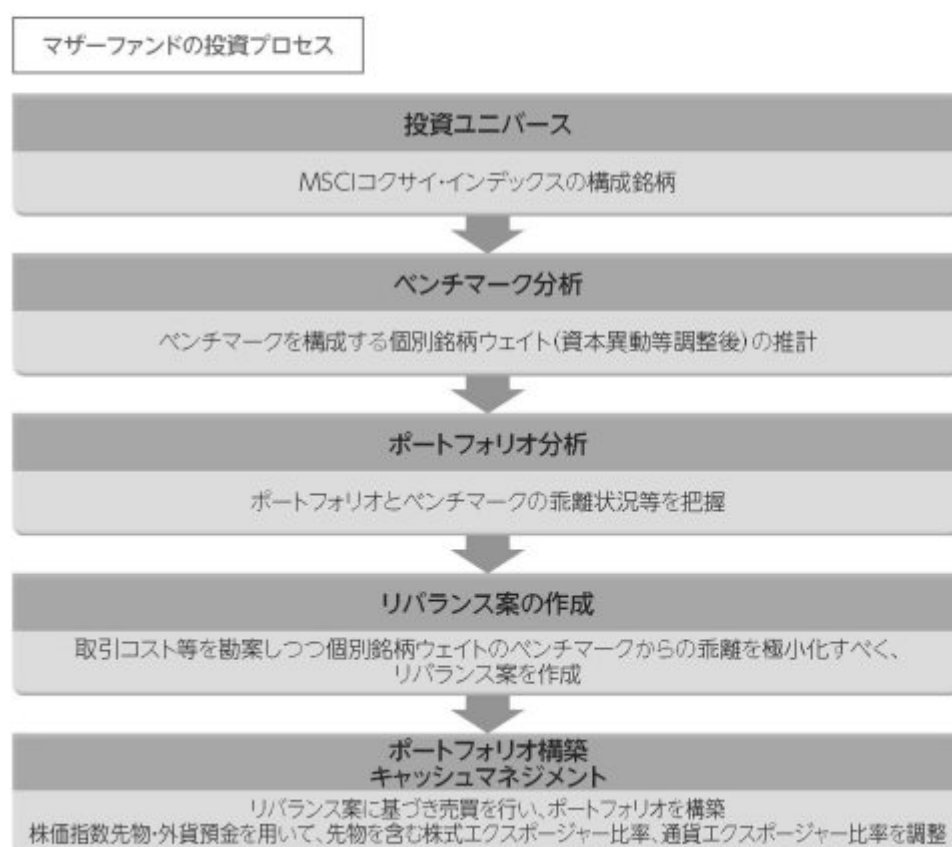 マザーファンドの投資プロセス
投資ユニバース
MSCIコクサイ・インデックスの構成銘柄
ベンチマーク分析
ベンチマークを構成する個別銘柄ウェイト(資本異動等調整後)の推計
ポートフォリオ分析
ポートフォリオとベンチマークの乖離状況等を把握
リバランス案の作成
取引コスト等を勘案しつつ個別銘柄ウェイトのベンチマークからの乖離を極小化すべく、
リバランス案を作成
ポートフォリオ構築
キャッシュマネジメント
リバランス案に基づき売買を行い、ポートフォリオを構築
株価指数先物・外貨預金を用いて、先物を含む株式エクスポージャー比率、通貨エクスポージャー比率を調整